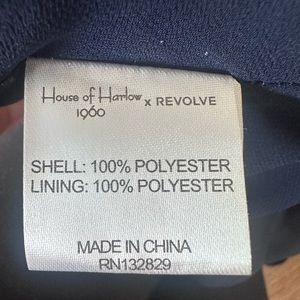 House of Harlow x REVOLVE
1960
SHELL: 100% POLYESTER
LINING: 100% POLYESTER
MADE IN CHINA
RN132829